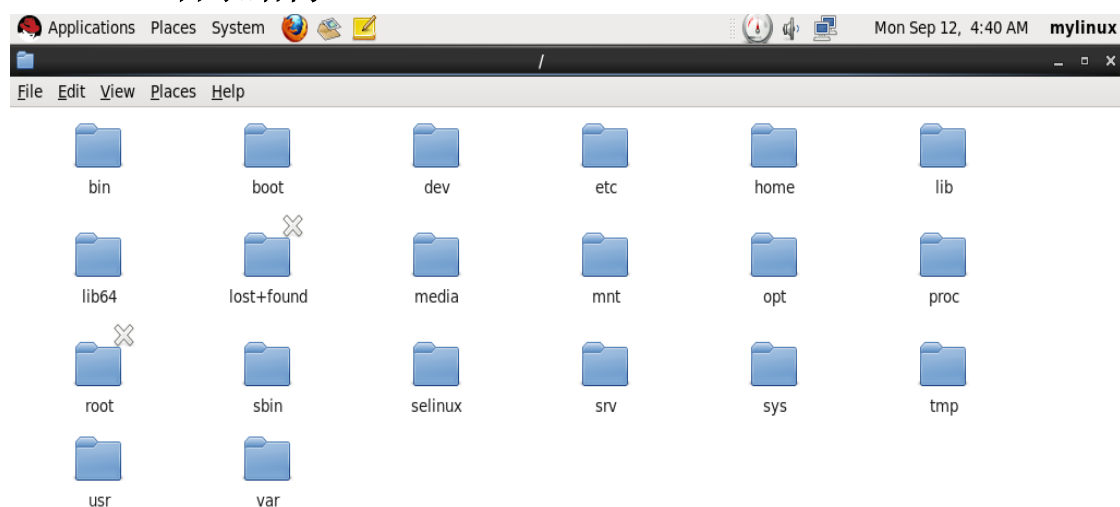 Applications Places System Mon Sep 12, 4:40 AM mylinux
/
File Edit View Places Help
bin boot dev etc home lib
lib64 lost+found media mnt opt proc
root sbin selinux srv sys tmp
usr var